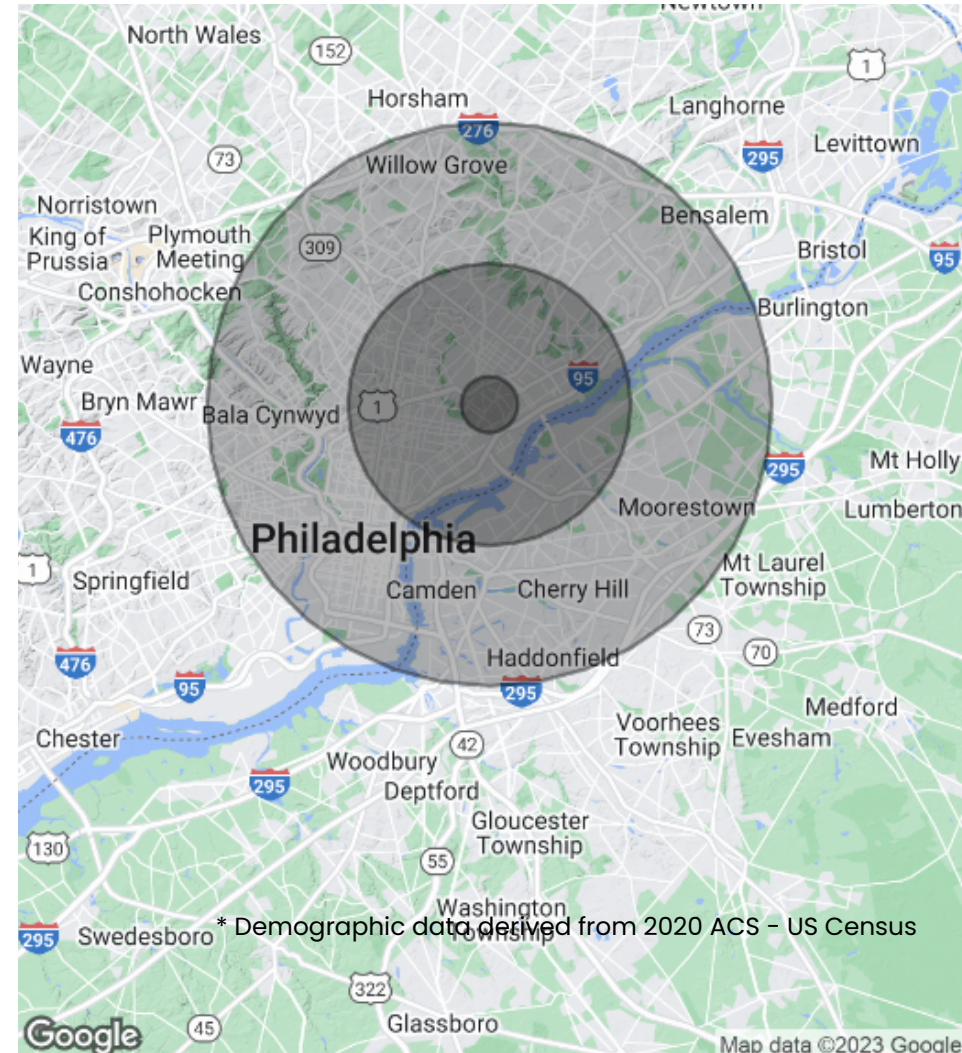 Newtown
North Wales
152
1
Horsham
Langhorne
276
Levittown
73
Willow Grove
295
Norristown
Bensalem
King of
Prussia
Plymouth
Meeting
309
Bristol
95
Conshohocken
Burlington
Wayne
95
Bryn Mawr
Bala Cynwyd
1
476
295
Mt Holly
Moorestown
Lumberton
Philadelphia
1
Springfield
Camden
Cherry Hill
Mt Laurel
Township
73
70
476
Haddonfield
95
295
Medford
Chester
42
Voorhees
Township
Evesham
Woodbury
295
Deptford
Gloucester
Township
130
55
Washington
Township
* Demographic data derived from 2020 ACS - US Census
295
Swedesboro
322
Google
45
Glassboro
Map data ©2023 Google